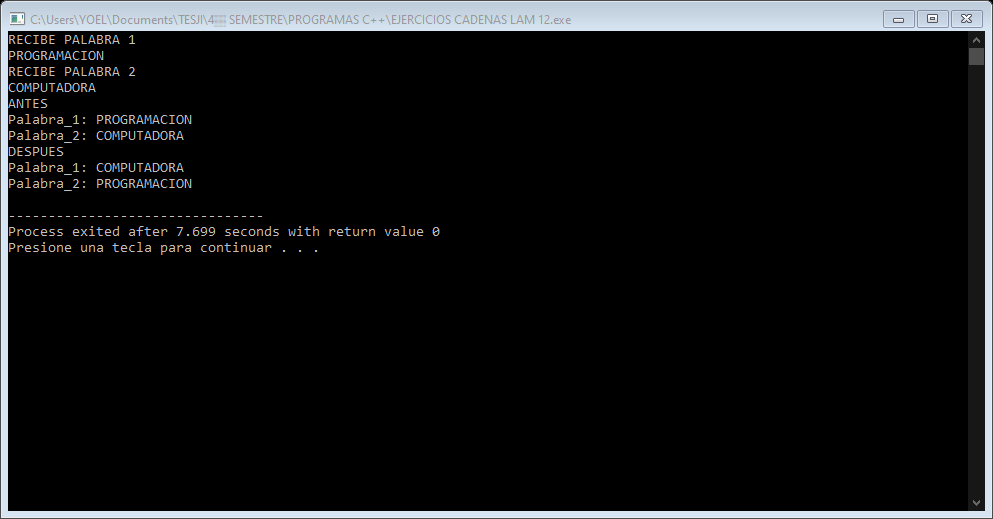 C:\Users\YOEL\Documents\TESJI\4 SEMESTRE\PROGRAMAS C++\EJERCICIOS CADENAS LAM 12.exe
RECIBE PALABRA 1
PROGRAMACION
RECIBE PALABRA 2
COMPUTADORA
ANTES
Palabra_1: PROGRAMACION
Palabra_2: COMPUTADORA
DESPUES
Palabra_1: COMPUTADORA
Palabra_2: PROGRAMACION
--------------------------------
Process exited after 7.699 seconds with return value 0
Presione una tecla para continuar . . .